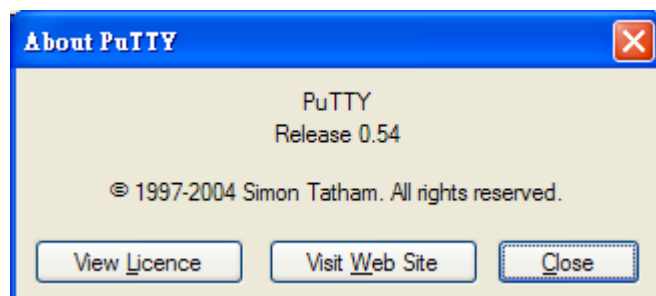 About PuTTY
PuTTY
Release 0.54
© 1997-2004 Simon Tatham. All rights reserved.
View Licence Visit Web Site Close